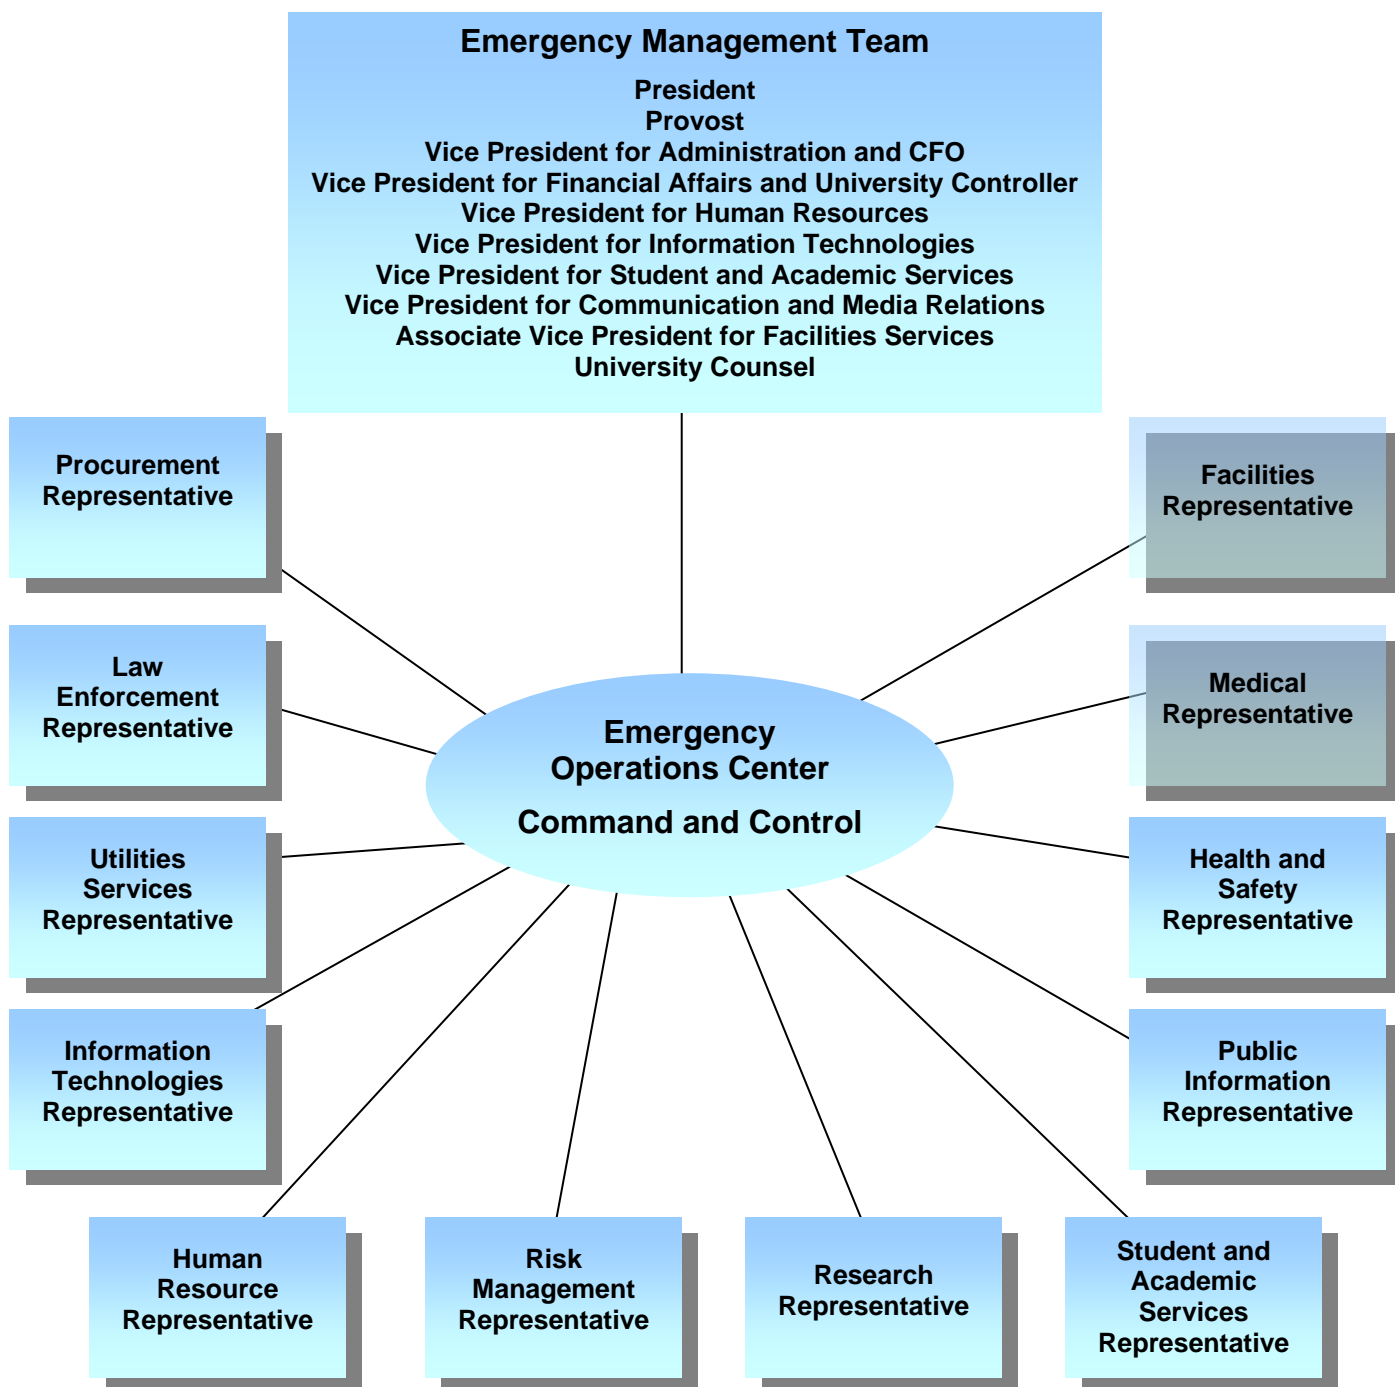 Emergency Management Team
President
Provost
Vice President for Administration and CFO
Vice President for Financial Affairs and University Controller
Vice President for Human Resources
Vice President for Information Technologies
Vice President for Student and Academic Services
Vice President for Communication and Media Relations
Associate Vice President for Facilities Services
University Counsel
Procurement
Representative
Facilities
Representative
Law
Enforcement
Representative
Medical
Representative
Emergency
Operations Center
Command and Control
Utilities
Services
Representative
Health and
Safety
Representative
Information
Technologies
Representative
Public
Information
Representative
Human
Resource
Representative
Risk
Management
Representative
Research
Representative
Student and
Academic
Services
Representative